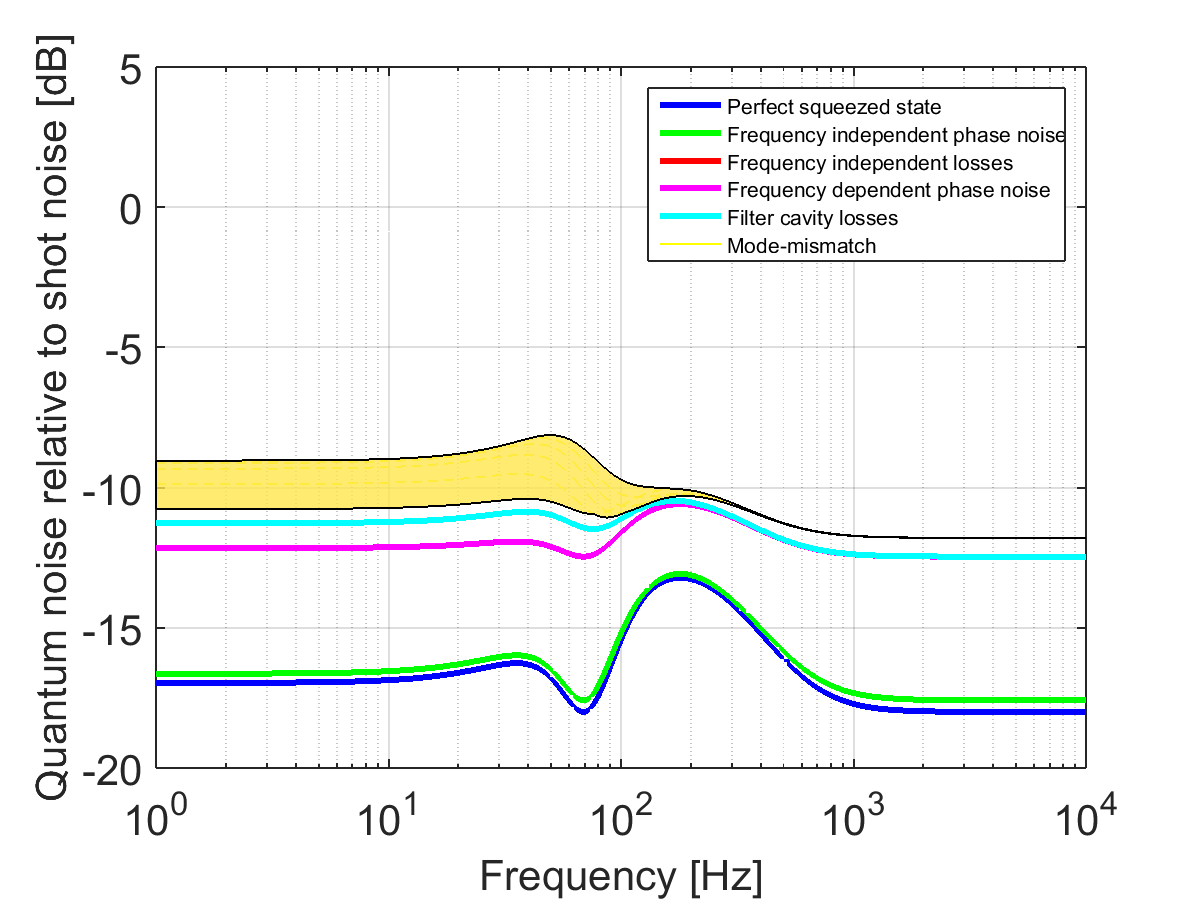 Quantum noise relative to shot noise [dB]
5
0
-5
-10
-15
-20
Perfect squeezed state
Frequency independent phase noise
Frequency independent losses
Frequency dependent phase noise
Filter cavity losses
Mode-mismatch
10^0 10^1 10^2 10^3 10^4
Frequency [Hz]